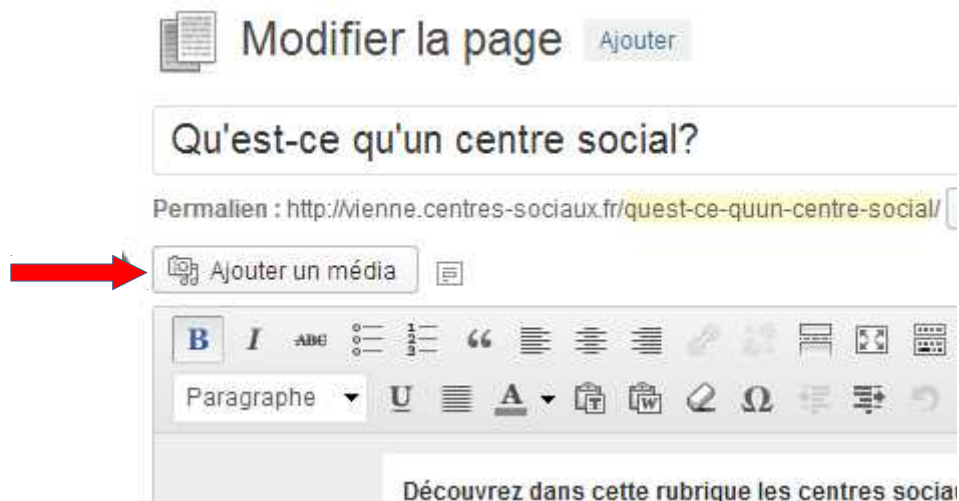 Modifier la page Ajouter
Qu'est-ce qu'un centre social?
Permalien : http://vienne.centres-sociaux.fr/quest-ce-quun-centre-social/
Ajouter un média
B I ABC
Paragraphe U A T W Ω
Découvrez dans cette rubrique les centres sociau